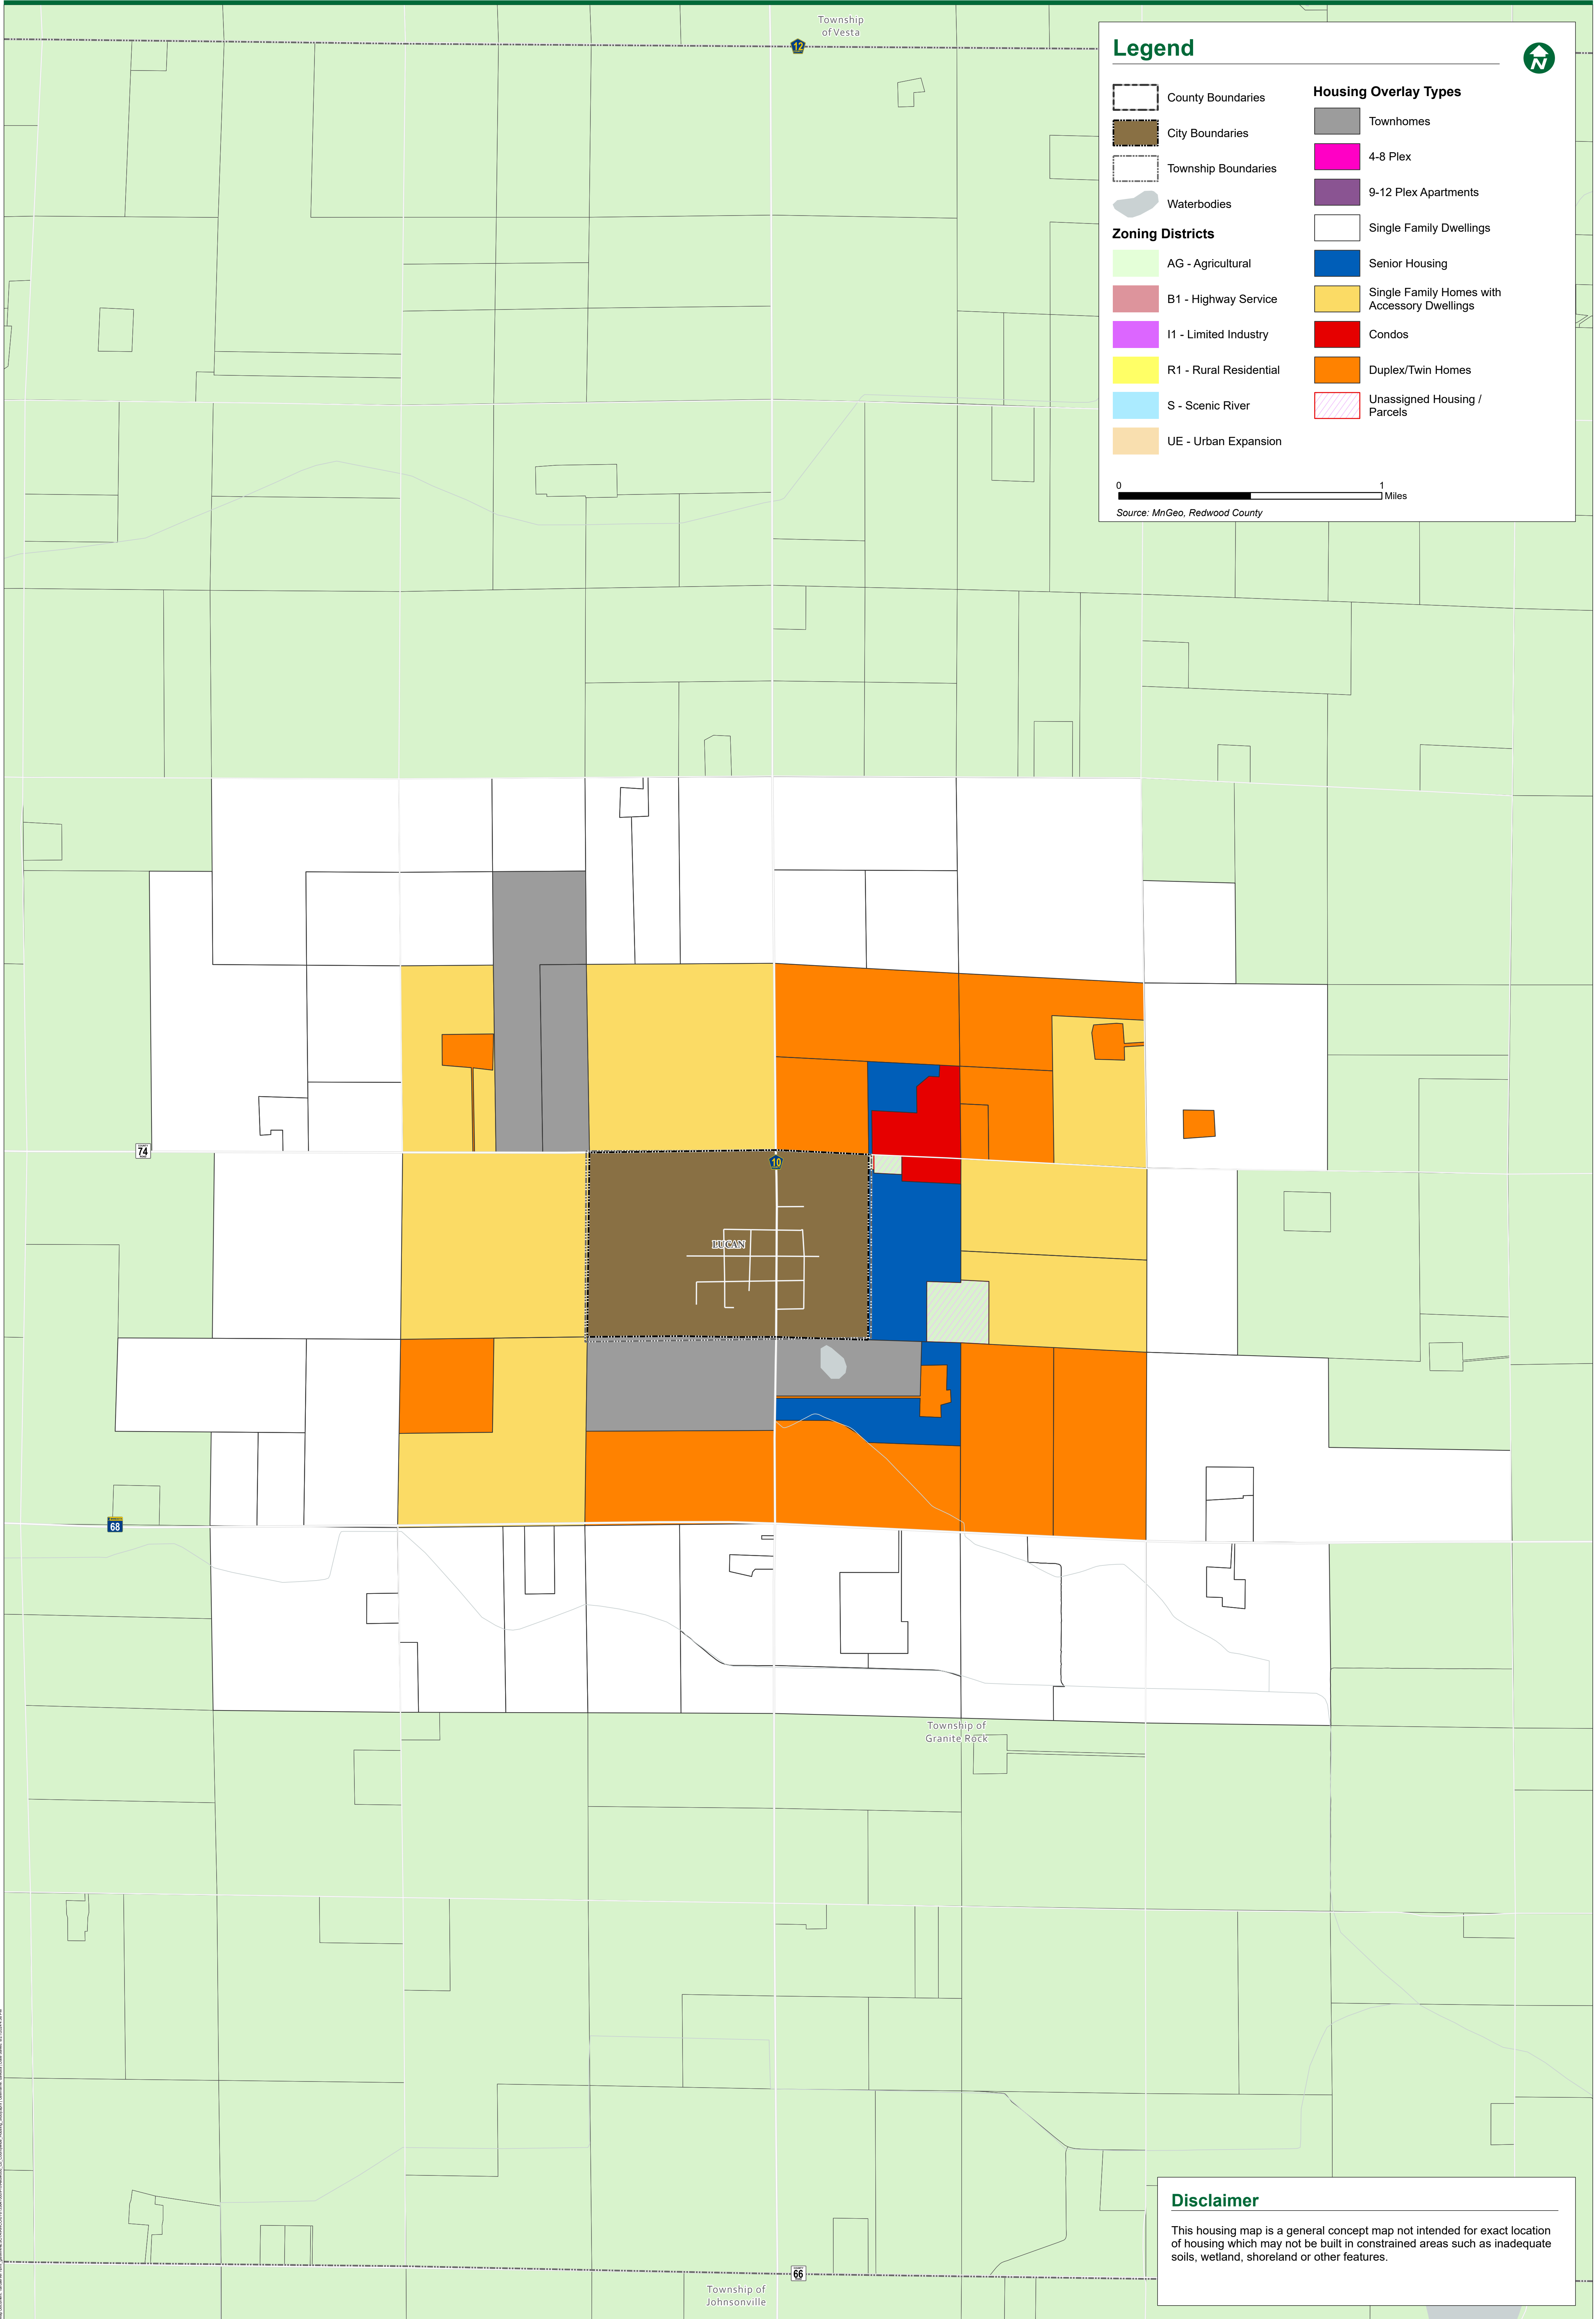 Township
of Vesta
12
Legend
N
County Boundaries
City Boundaries
Township Boundaries
Waterbodies
Zoning Districts
AG - Agricultural
B1 - Highway Service
I1 - Limited Industry
R1 - Rural Residential
S - Scenic River
UE - Urban Expansion
Housing Overlay Types
Townhomes
4-8 Plex
9-12 Plex Apartments
Single Family Dwellings
Senior Housing
Single Family Homes with
Accessory Dwellings
Condos
Duplex/Twin Homes
Unassigned Housing /
Parcels
0 1
Miles
Source: MnGeo, Redwood County
74
10
LUCAN
68
Township of
Granite Rock
66
Township of
Johnsonville
Disclaimer
This housing map is a general concept map not intended for exact location
of housing which may not be built in constrained areas such as inadequate
soils, wetland, shoreland or other features.